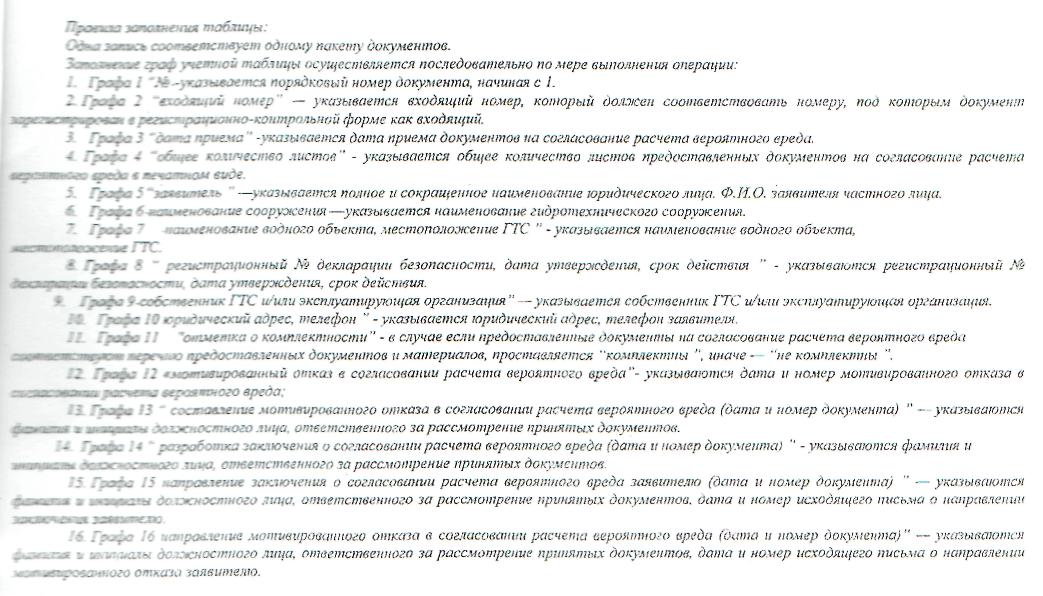 Правила заполнения таблицы:
Одна запись соответствует одному пакету документов.
Заполнение граф учетной таблицы осуществляется последовательно по мере выполнения операции:
1. Графа 1 "№ –указывается порядковый номер документа, начиная с 1.
2. Графа 2 "входящий номер" — указывается входящий номер, который должен соответствовать номеру, под которым документ
зарегистрирован в регистрационно-контрольной форме как входящий.
3. Графа 3 "дата приема" -указывается дата приема документов на согласование расчета вероятного вреда.
4. Графа 4 "общее количество листов" - указывается общее количество листов предоставленных документов на согласование расчета
вероятного вреда в печатном виде.
5. Графа 5 "заявитель " —указывается полное и сокращенное наименование юридического лица. Ф.И.О. заявителя частного лица.
6. Графа 6-наименование сооружения —указывается наименование гидротехнического сооружения.
7. Графа 7 -наименование водного объекта, местоположение ГТС " - указывается наименование водного объекта,
местоположение ГТС.
8. Графа 8 " регистрационный № декларации безопасности, дата утверждения, срок действия " - указываются регистрационный №
декларации безопасности, дата утверждения, срок действия.
9. Графа 9-собственник ГТС и/или эксплуатирующая организация" — указывается собственник ГТС и/или эксплуатирующая организация.
10. Графа 10 юридический адрес, телефон " - указывается юридический адрес, телефон заявителя.
11. Графа 11 "отметка о комплектности" - в случае если предоставленные документы на согласование расчета вероятного вреда
соответствуют перечню предоставленных документов и материалов, проставляется "комплектны ", иначе — "не комплектны ".
12. Графа 12 «мотивированный отказ в согласовании расчета вероятного вреда"- указываются дата и номер мотивированного отказа в
согласовании расчета вероятного вреда;
13. Графа 13 " составление мотивированного отказа в согласовании расчета вероятного вреда (дата и номер документа) " — указываются
фамилия и инициалы должностного лица, ответственного за рассмотрение принятых документов.
14. Графа 14 " разработка заключения о согласовании расчета вероятного вреда (дата и номер документа) " - указываются фамилия и
инициалы должностного лица, ответственного за рассмотрение принятых документов.
15. Графа 15 направление заключения о согласовании расчета вероятного вреда заявителю (дата и номер документа) " — указываются
фамилия и инициалы должностного лица, ответственного за рассмотрение принятых документов, дата и номер исходящего письма о направлении
заключения заявителю.
16. Графа 16 направление мотивированного отказа в согласовании расчета вероятного вреда (дата и номер документа)" — указываются
фамилия и инициалы должностного лица, ответственного за рассмотрение принятых документов, дата и номер исходящего письма о направлении
мотивированного отказа заявителю.